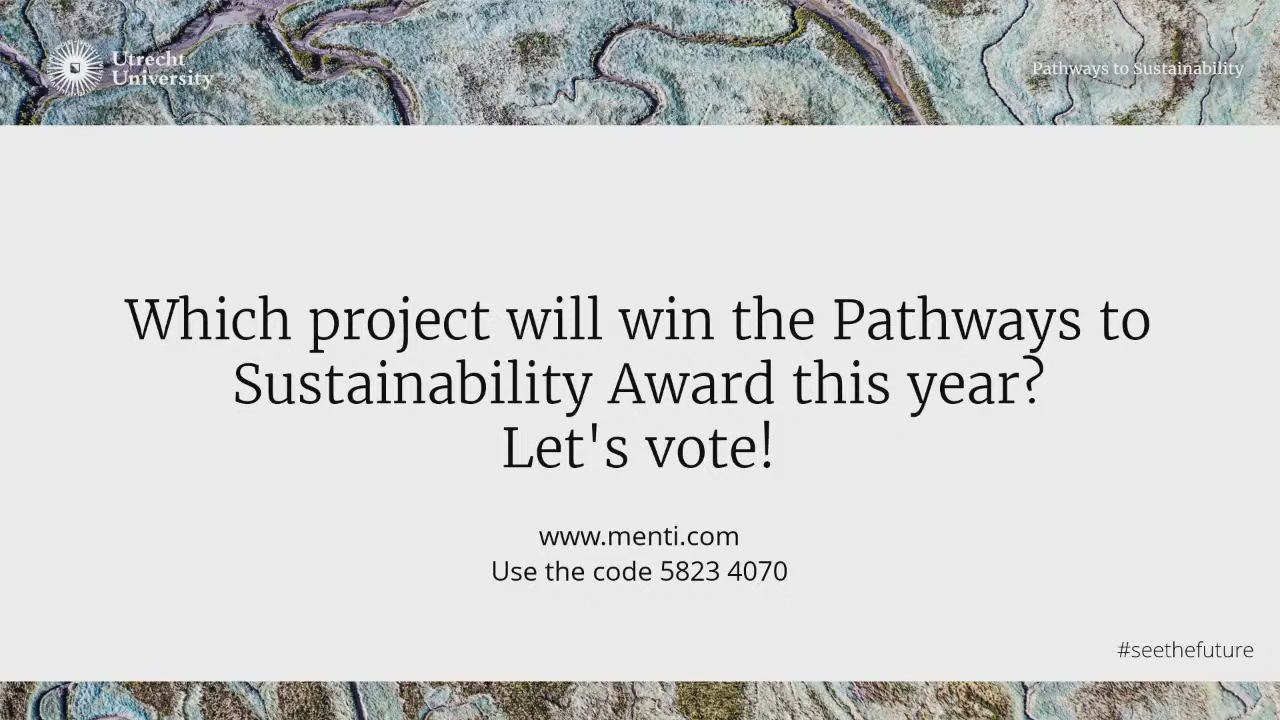 Utrecht
University
Pathways to Sustainability
Which project will win the Pathways to
Sustainability Award this year?
Let's vote!
www.menti.com
Use the code 5823 4070
#seethefuture